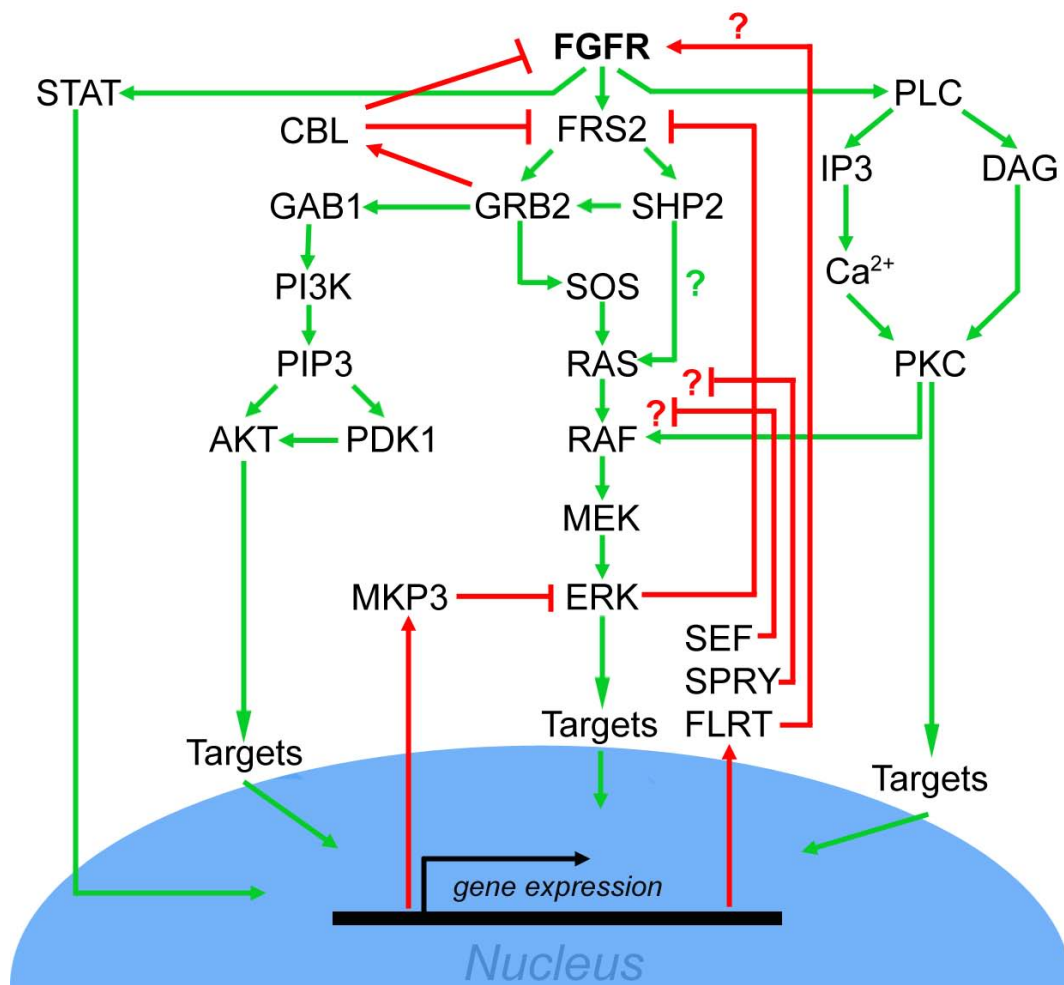 ?
FGFR
STAT
PLC
CBL
FRS2
IP3
DAG
GAB1
GRB2
SHP2
Ca²⁺
PI3K
SOS
?
PIP3
RAS
PKC
?
?
AKT
PDK1
RAF
MEK
MKP3
ERK
SEF
SPRY
FLRT
Targets
Targets
Targets
gene expression
Nucleus